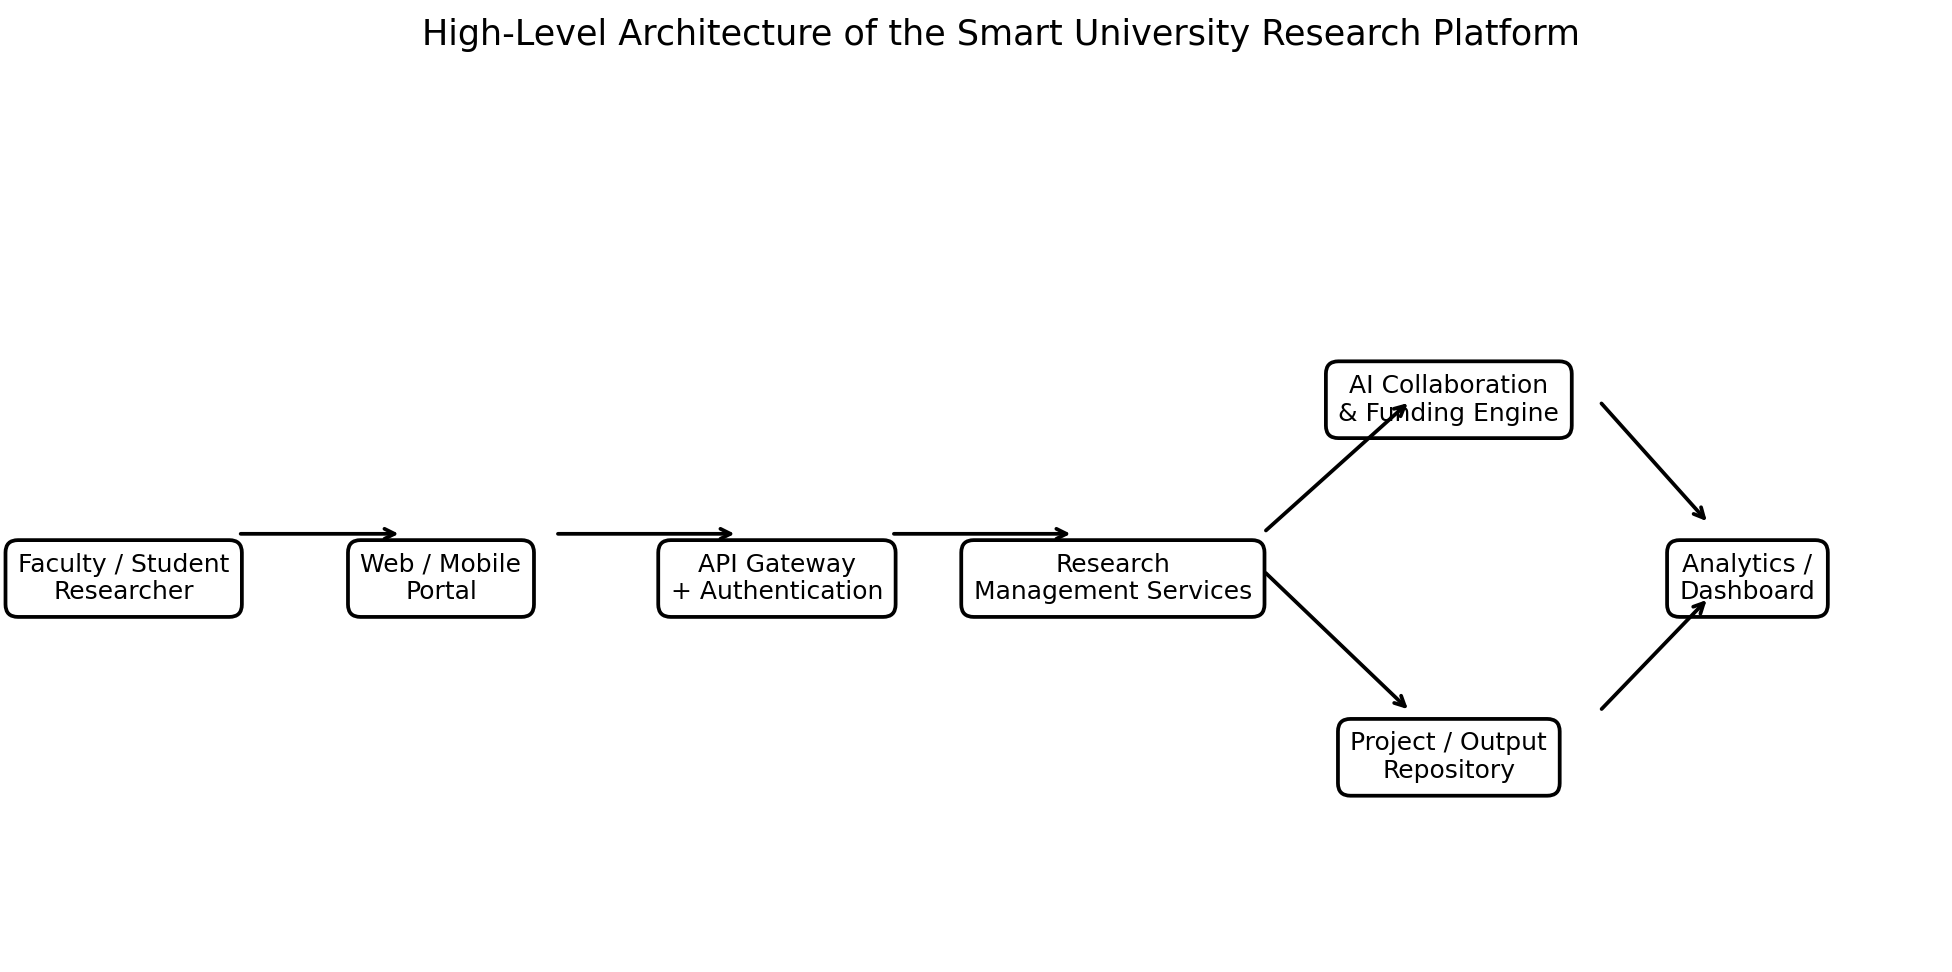 High-Level Architecture of the Smart University Research Platform
Faculty / Student
Researcher
Web / Mobile
Portal
API Gateway
+ Authentication
Research
Management Services
AI Collaboration
& Funding Engine
Project / Output
Repository
Analytics /
Dashboard